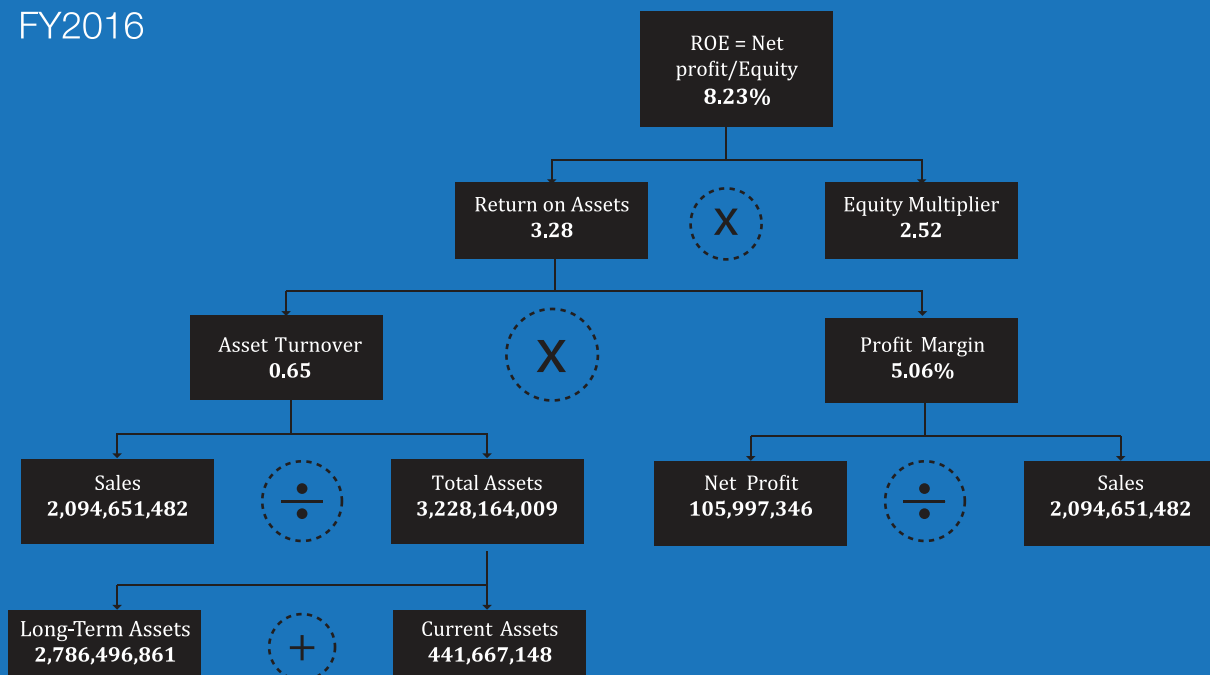 FY2016
ROE = Net
profit/Equity
8.23%
Return on Assets
3.28
X
Equity Multiplier
2.52
Asset Turnover
0.65
X
Profit Margin
5.06%
Sales
2,094,651,482
÷
Total Assets
3,228,164,009
Net Profit
105,997,346
÷
Sales
2,094,651,482
Long-Term Assets
2,786,496,861
+
Current Assets
441,667,148